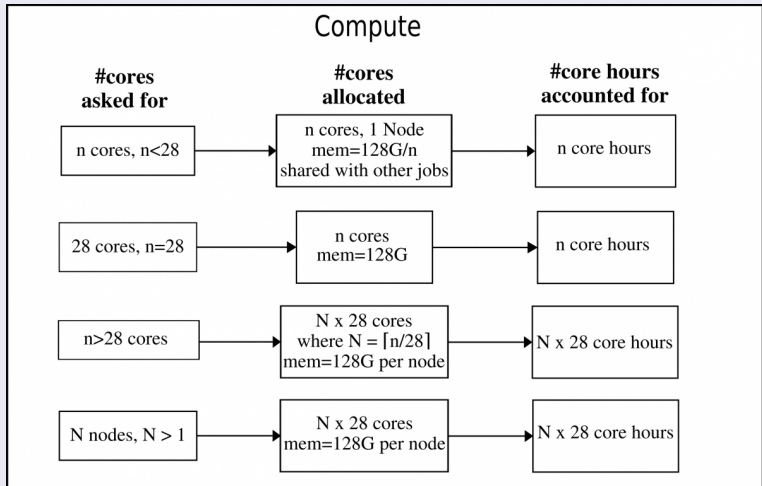 Compute
#cores
asked for
#cores
allocated
#core hours
accounted for
n cores, n<28
n cores, 1 Node
mem=128G/n
shared with other jobs
n core hours
28 cores, n=28
n cores
mem=128G
n core hours
n>28 cores
N x 28 cores
where N = ⌈n/28⌉
mem=128G per node
N x 28 core hours
N nodes, N > 1
N x 28 cores
mem=128G per node
N x 28 core hours